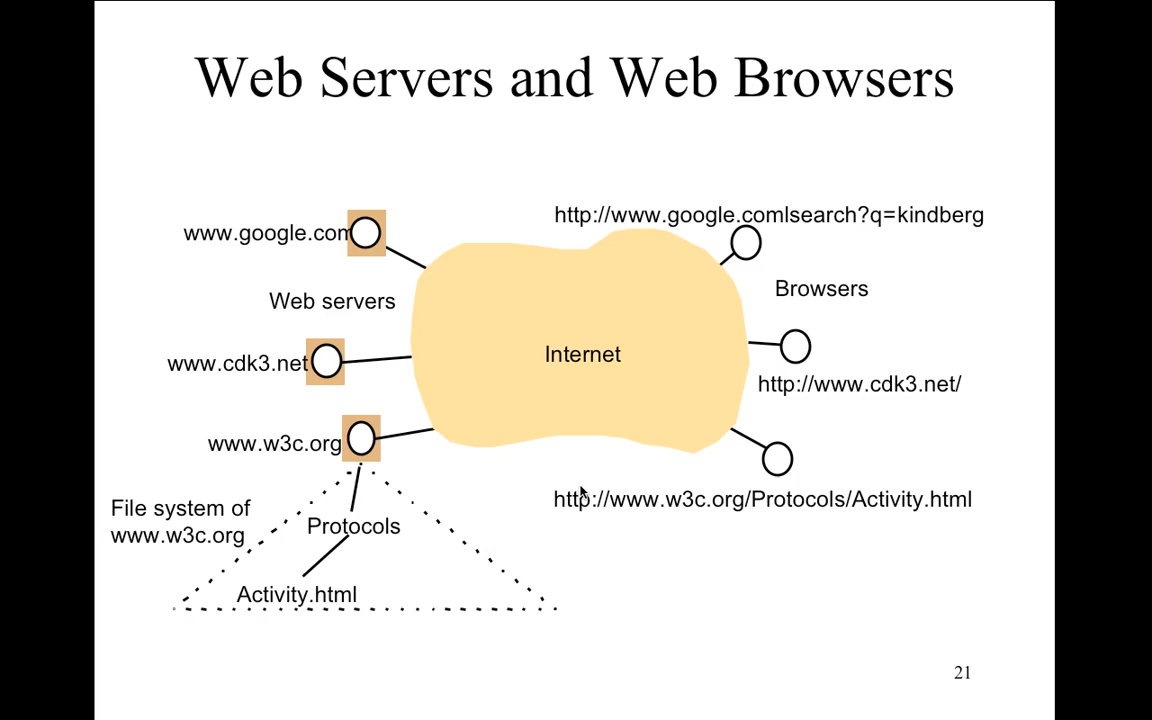 Web Servers and Web Browsers
http://www.google.comlsearch?q=kindberg
www.google.com
Browsers
Web servers
Internet
www.cdk3.net
http://www.cdk3.net/
www.w3c.org
http://www.w3c.org/Protocols/Activity.html
File system of
www.w3c.org
Protocols
Activity.html
21